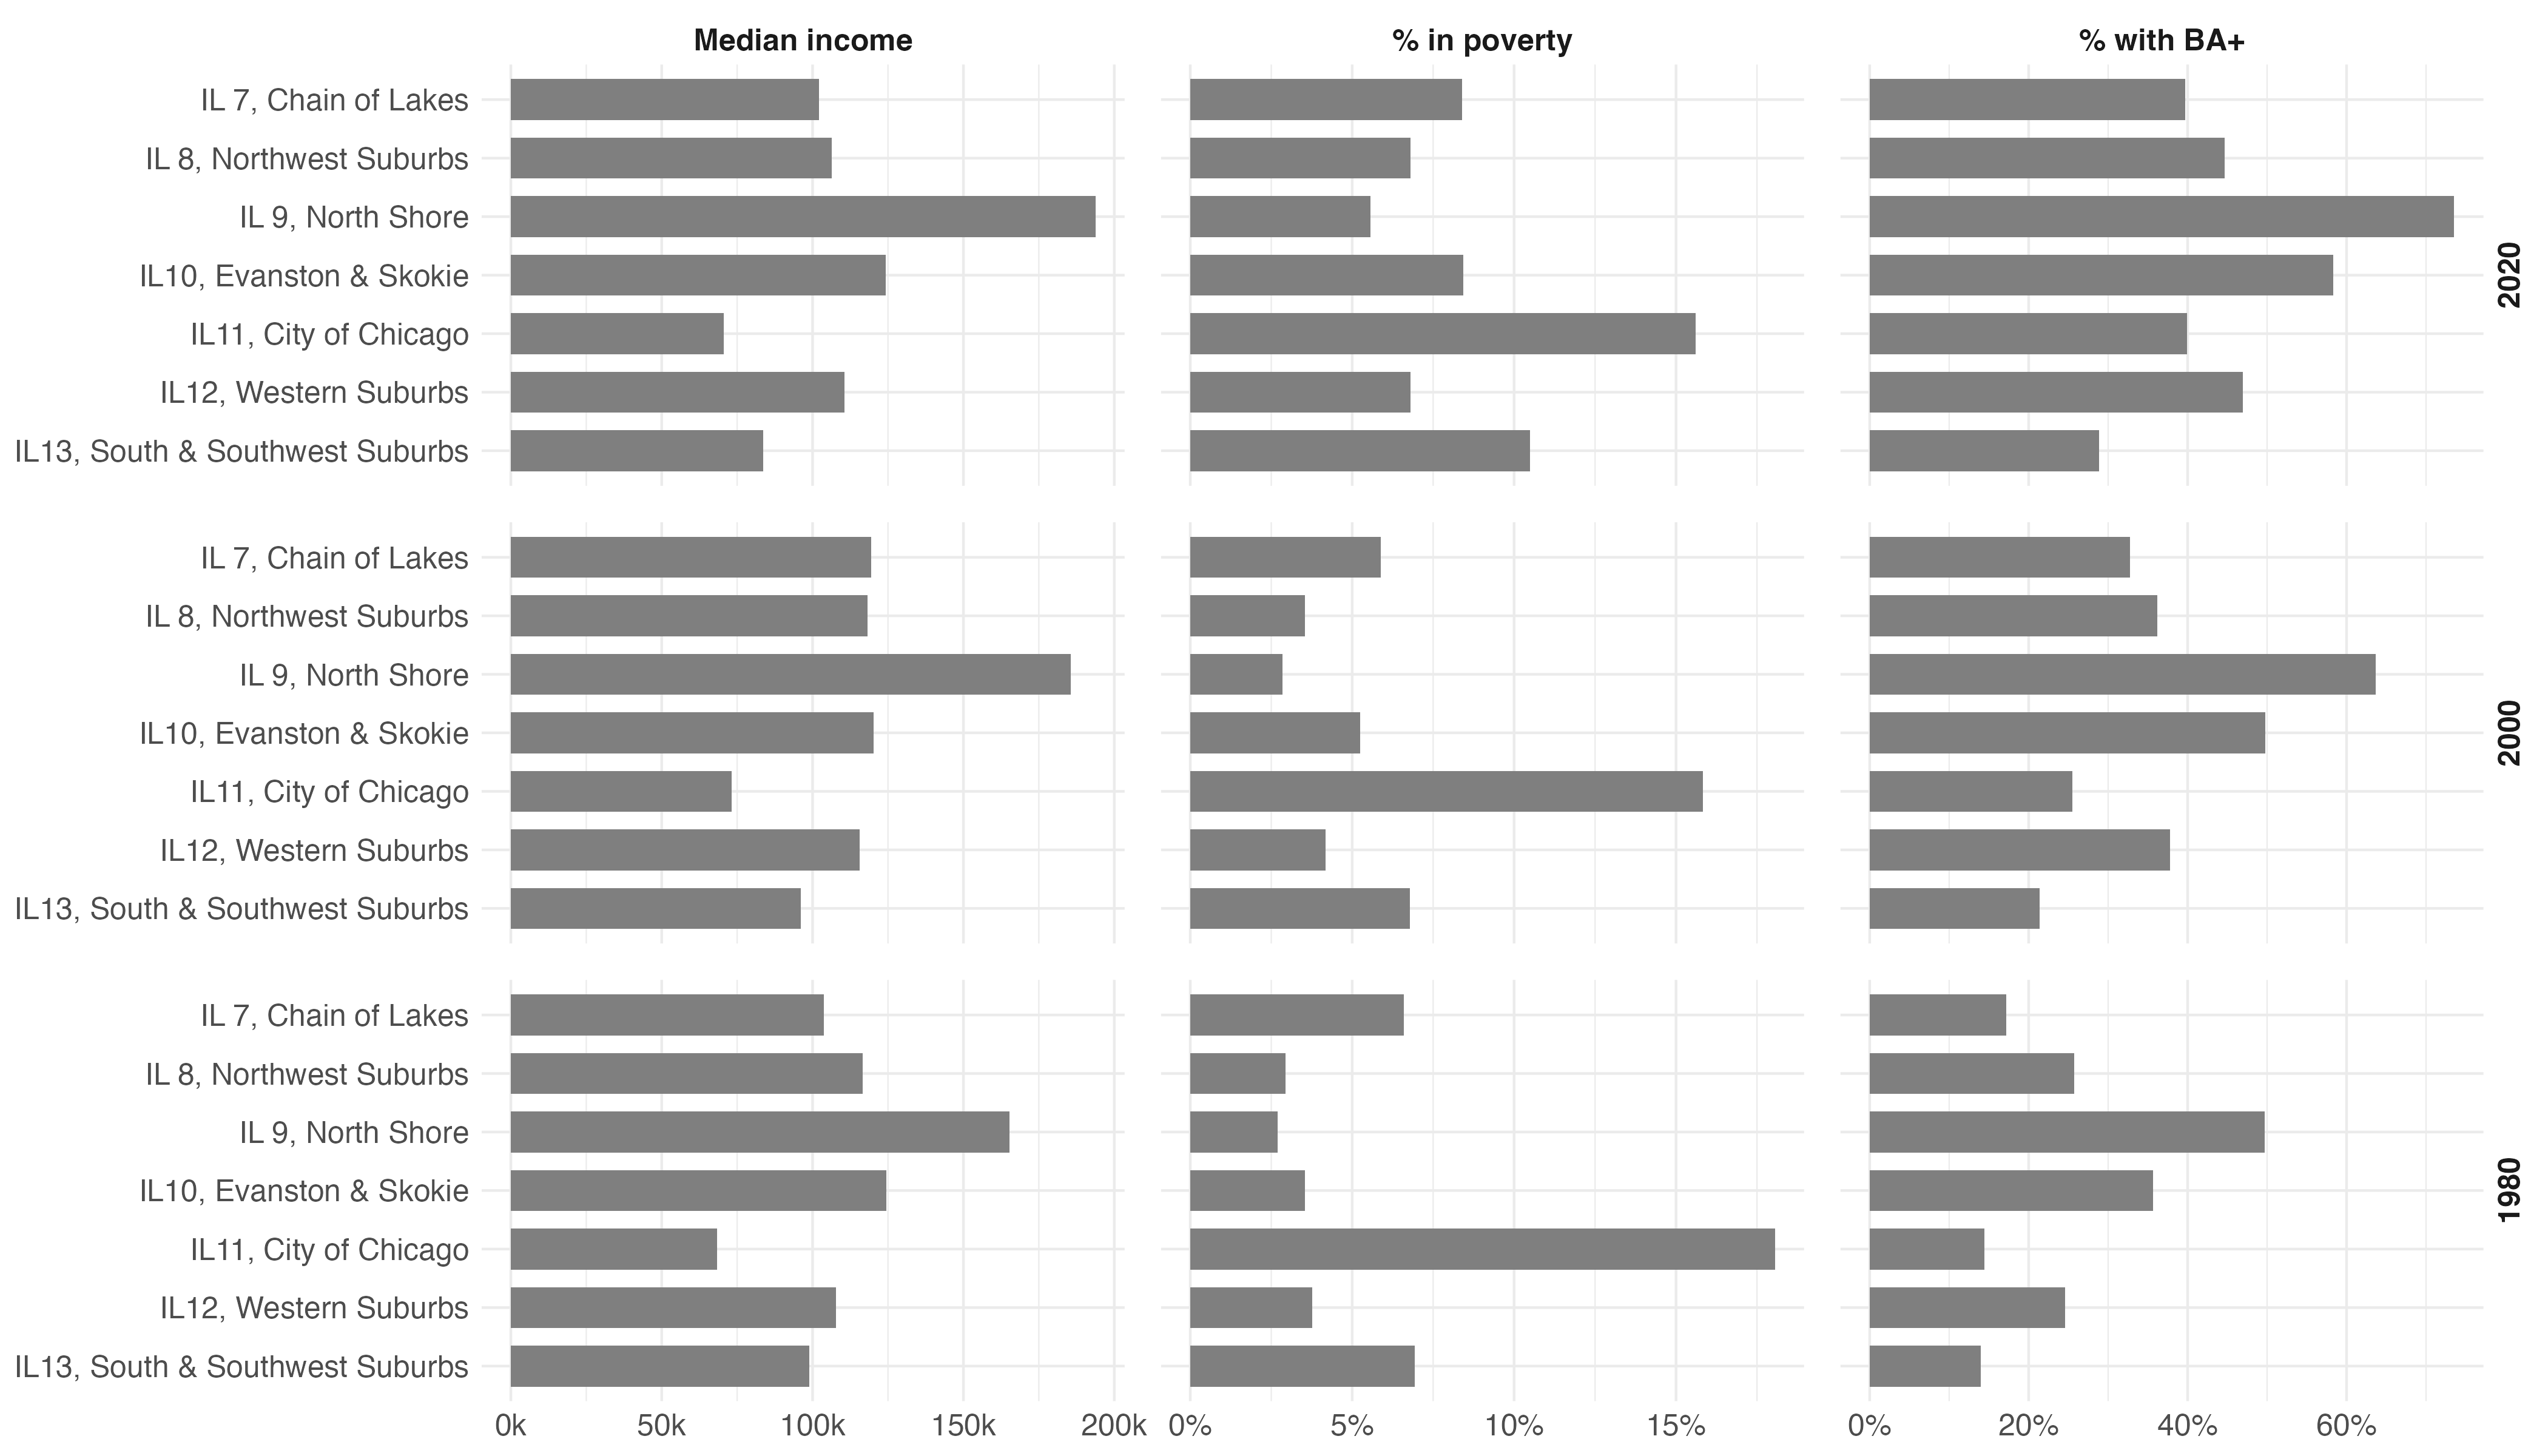 Median income % in poverty % with BA+
IL 7, Chain of Lakes
IL 8, Northwest Suburbs
IL 9, North Shore
IL10, Evanston & Skokie
IL11, City of Chicago
IL12, Western Suburbs
IL13, South & Southwest Suburbs
2020
IL 7, Chain of Lakes
IL 8, Northwest Suburbs
IL 9, North Shore
IL10, Evanston & Skokie
IL11, City of Chicago
IL12, Western Suburbs
IL13, South & Southwest Suburbs
2000
IL 7, Chain of Lakes
IL 8, Northwest Suburbs
IL 9, North Shore
IL10, Evanston & Skokie
IL11, City of Chicago
IL12, Western Suburbs
IL13, South & Southwest Suburbs
1980
0k 50k 100k 150k 200k 0% 5% 10% 15% 0% 20% 40% 60%